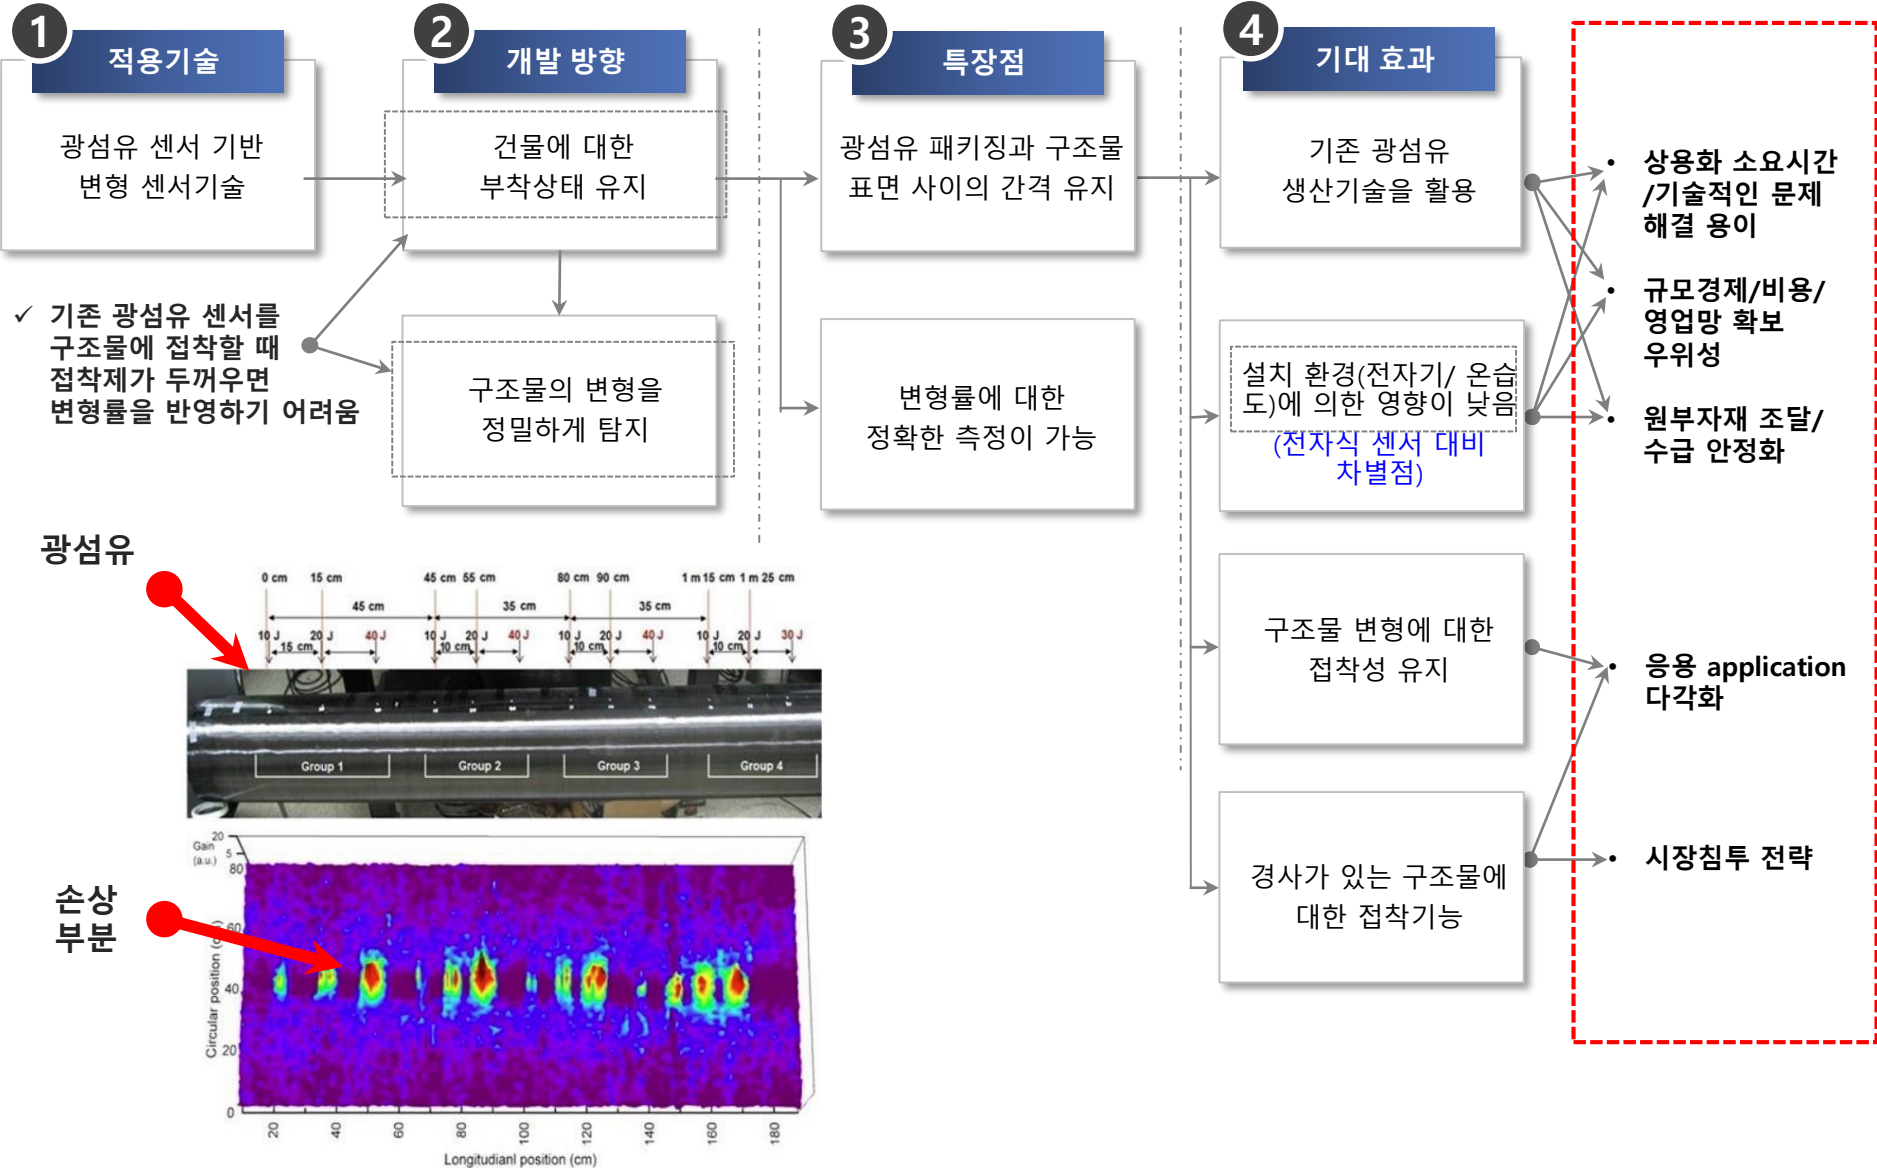 1
적용기술
광섬유 센서 기반
변형 센서기술
✓ 기존 광섬유 센서를
구조물에 접착할 때
접착제가 두꺼우면
변형률을 반영하기 어려움
2
개발 방향
건물에 대한
부착상태 유지
구조물의 변형을
정밀하게 탐지
3
특장점
광섬유 패키징과 구조물
표면 사이의 간격 유지
변형률에 대한
정확한 측정이 가능
4
기대 효과
기존 광섬유
생산기술을 활용
설치 환경(전자기/ 온습
도)에 의한 영향이 낮음
(전자식 센서 대비
차별점)
구조물 변형에 대한
접착성 유지
경사가 있는 구조물에
대한 접착기능
• 상용화 소요시간
/기술적인 문제
해결 용이
• 규모경제/비용/
영업망 확보
우위성
• 원부자재 조달/
수급 안정화
• 응용 application
다각화
• 시장침투 전략
광섬유
0 cm 15 cm 45 cm 55 cm 80 cm 90 cm 1 m 15 cm 1 m 25 cm
45 cm 35 cm 35 cm
10 J 20 J 40 J 10 J 20 J 40 J 10 J 20 J 40 J 10 J 20 J 30 J
15 cm 10 cm 10 cm 10 cm
Group 1 Group 2 Group 3 Group 4
손상
부분
Gain
(a.u.)
20
5
80
60
40
20
0
Circular position (cm)
20 40 60 80 100 120 140 160 180
Longitudianl position (cm)